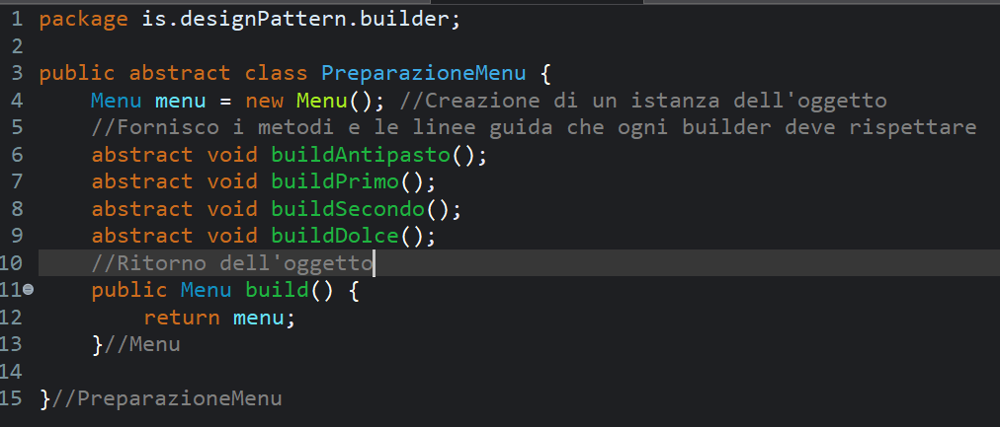 1 package is.designPattern.builder;
2
3 public abstract class PreparazioneMenu {
4     Menu menu = new Menu(); //Creazione di un istanza dell'oggetto
5     //Fornisco i metodi e le linee guida che ogni builder deve rispettare
6     abstract void buildAntipasto();
7     abstract void buildPrimo();
8     abstract void buildSecondo();
9     abstract void buildDolce();
10     //Ritorno dell'oggetto
11     public Menu build() {
12         return menu;
13     }//Menu
14
15 }//PreparazioneMenu